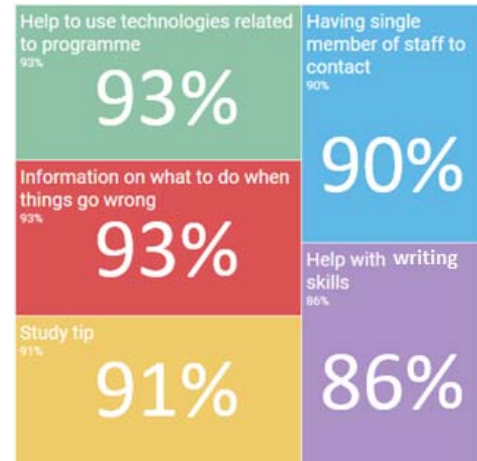 Help to use technologies related
to programme
93%
93%
Information on what to do when
things go wrong
93%
93%
Study tip
91%
91%
Having single
member of staff to
contact
90%
90%
Help with writing
skills
86%
86%